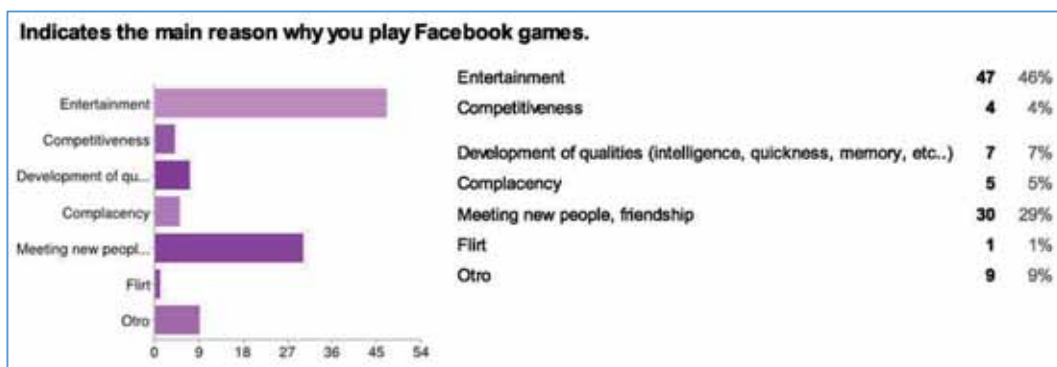 Indicates the main reason why you play Facebook games.
Entertainment
Competitiveness
Development of qu...
Complacency
Meeting new peopl...
Flirt
Otro
0 9 18 27 36 45 54
Entertainment 47 46%
Competitiveness 4 4%
Development of qualities (intelligence, quickness, memory, etc..) 7 7%
Complacency 5 5%
Meeting new people, friendship 30 29%
Flirt 1 1%
Otro 9 9%